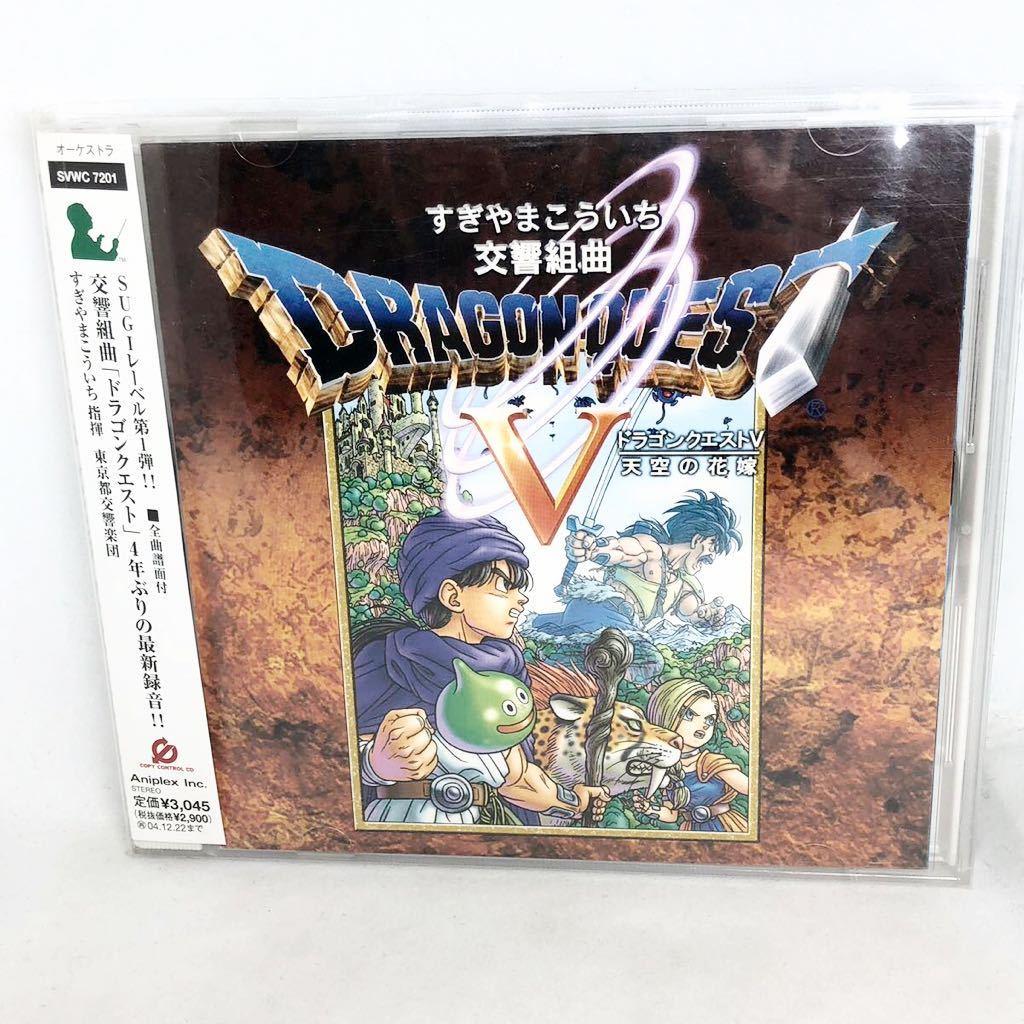 オーケストラ
SVWC 7201
TM
SUGIレーベル第1弾!! ■全曲譜面付
交響組曲「ドラゴンクエスト」4年ぶりの最新録音!!
すぎやまこういち 指揮 東京都交響楽団
COPY CONTROL CD
Aniplex Inc.
STEREO
定価¥3,045
(税抜価格¥2,900)
04.12.22まで
すぎやまこういち
交響組曲
DRAGON QUEST
®
V
ドラゴンクエストV
天空の花嫁